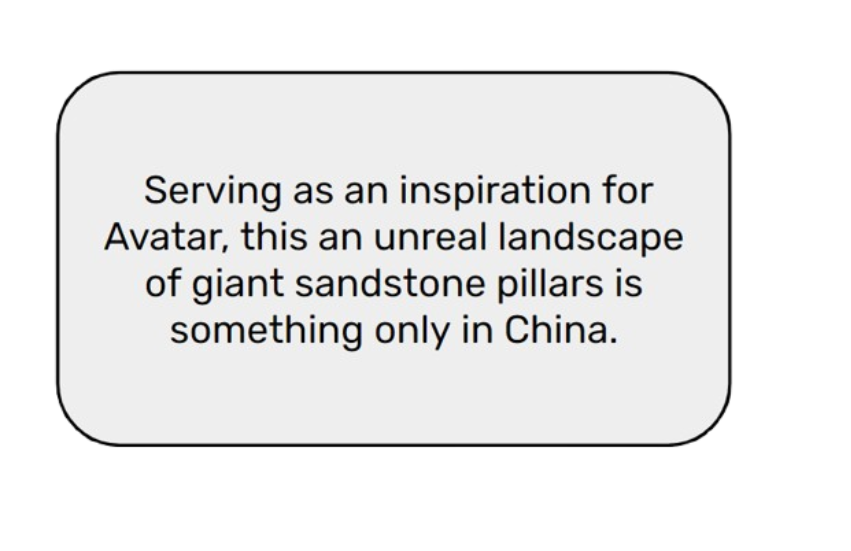 Serving as an inspiration for
Avatar, this an unreal landscape
of giant sandstone pillars is
something only in China.